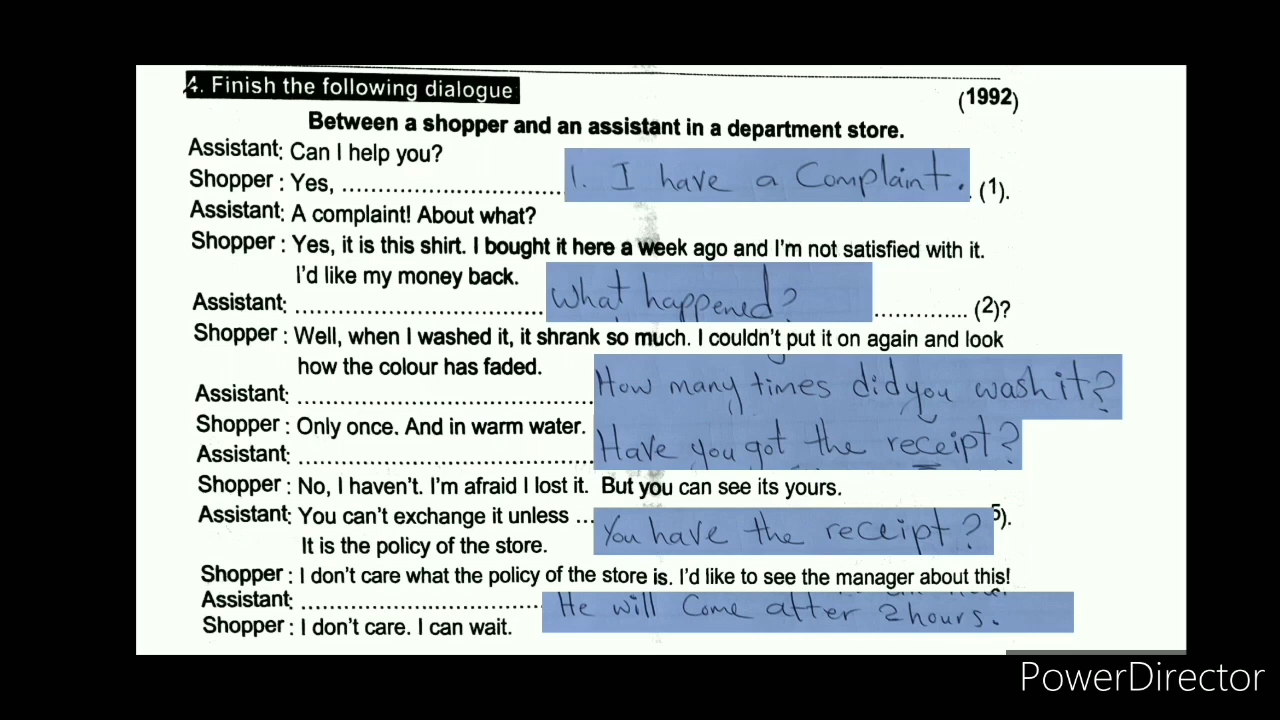 4. Finish the following dialogue
(1992)
Between a shopper and an assistant in a department store.
Assistant: Can I help you?
Shopper : Yes, ................................ 1. I have a Complaint. . (1).
Assistant: A complaint! About what?
Shopper : Yes, it is this shirt. I bought it here a week ago and I'm not satisfied with it.
I'd like my money back.
Assistant: .................................... What happened? ............. (2)?
Shopper : Well, when I washed it, it shrank so much. I couldn't put it on again and look
how the colour has faded.
Assistant: ........................................... How many times did you wash it?
Shopper : Only once. And in warm water.
Assistant: ........................................... Have you got the receipt?
Shopper : No, I haven't. I'm afraid I lost it. But you can see its yours.
Assistant: You can't exchange it unless ... You have the receipt? 5).
It is the policy of the store.
Shopper : I don't care what the policy of the store is. I'd like to see the manager about this!
Assistant: ................................... He will Come after 2 hours.
Shopper : I don't care. I can wait.
PowerDirector